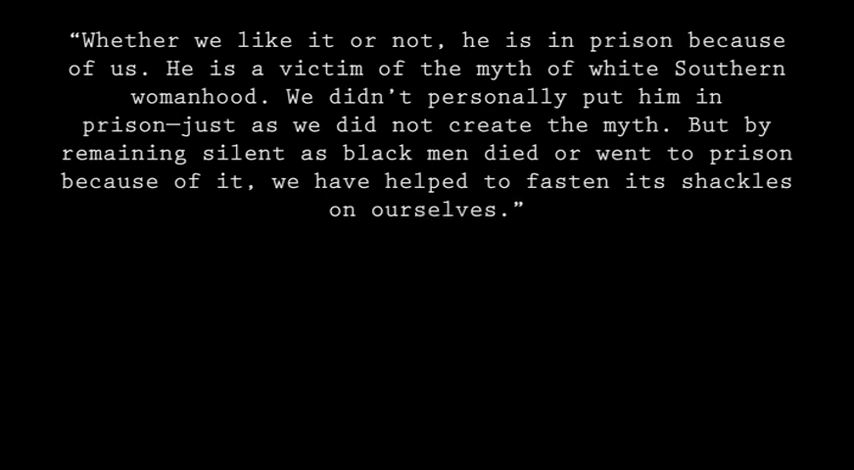 “Whether we like it or not, he is in prison because
of us. He is a victim of the myth of white Southern
womanhood. We didn’t personally put him in
prison—just as we did not create the myth. But by
remaining silent as black men died or went to prison
because of it, we have helped to fasten its shackles
on ourselves.”